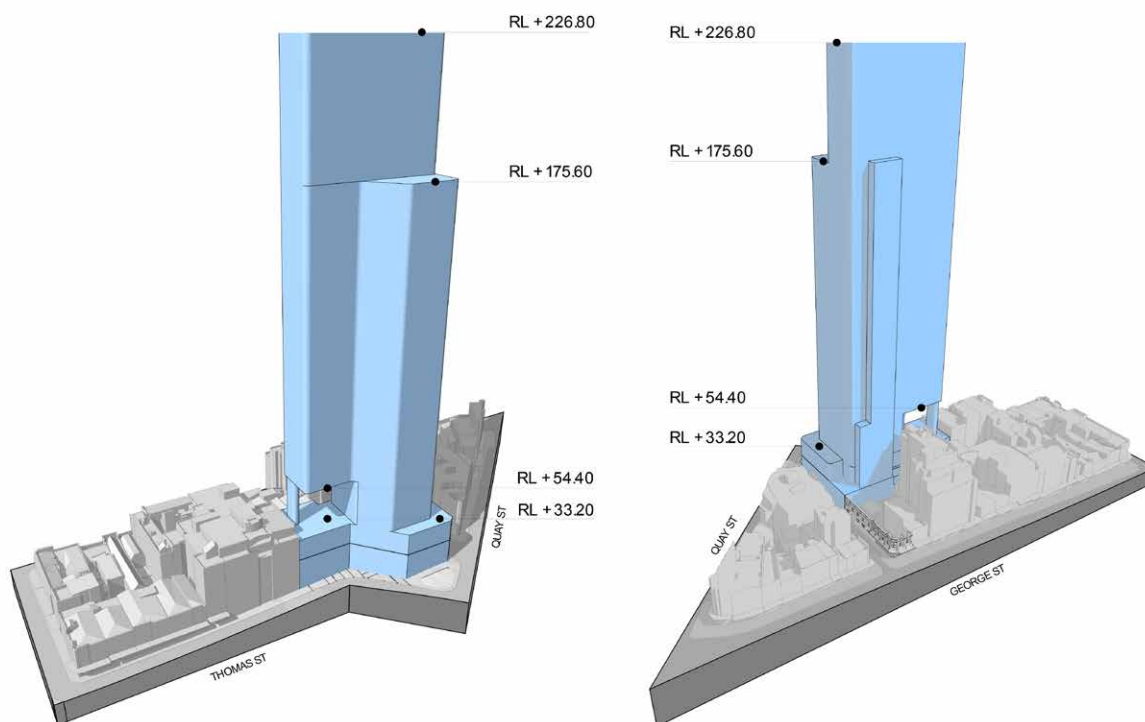 RL + 226.80
RL + 175.60
RL + 54.40
RL + 33.20
QUAY ST
THOMAS ST
RL + 226.80
RL + 175.60
RL + 54.40
RL + 33.20
QUAY ST
GEORGE ST